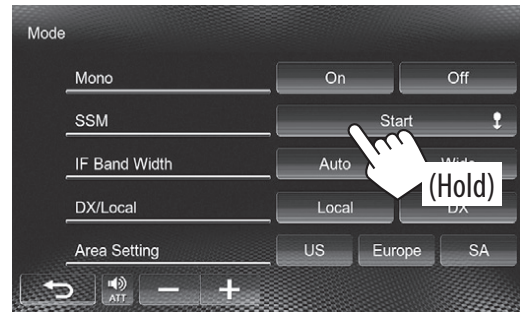 Mode
Mono On Off
SSM Start
IF Band Width Auto Wide
(Hold)
DX/Local Local DX
Area Setting US Europe SA
ATT